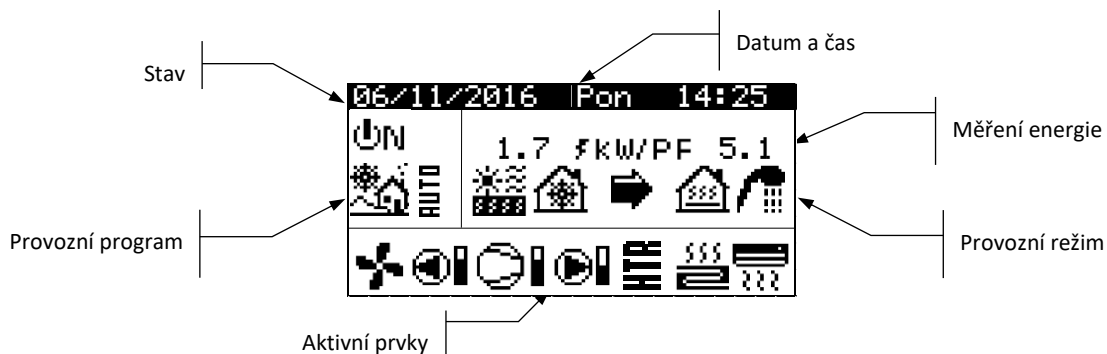 Datum a čas
Stav
06/11/2016 Pon 14:25
ON
1.7 kW/PF 5.1
Měření energie
AUTO
Provozní program
Provozní režim
HTR
Aktivní prvky